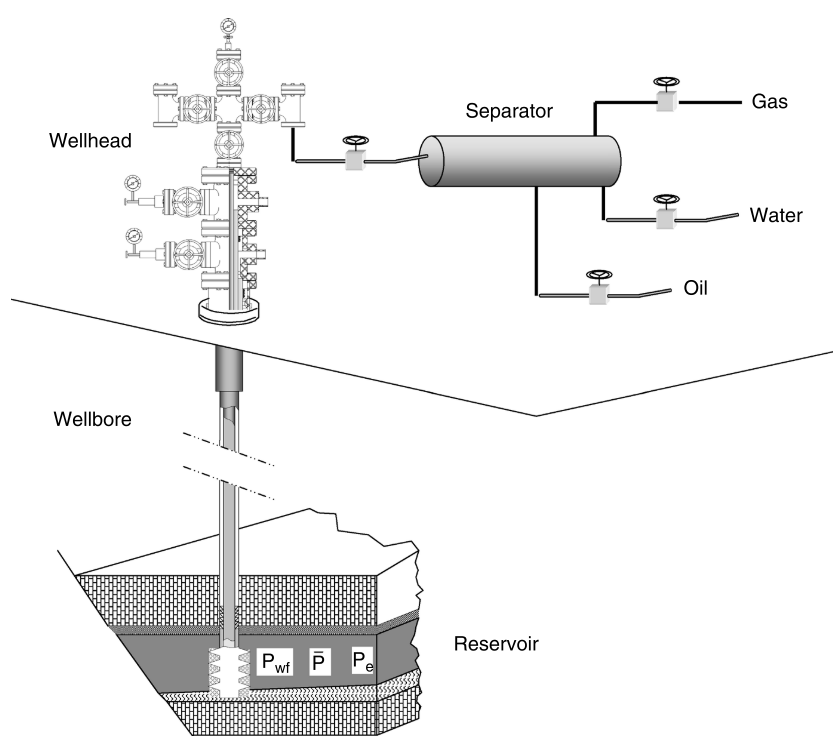 Separator
Gas
Wellhead
Water
Oil
Wellbore
Reservoir
Pwf P̄ Pe